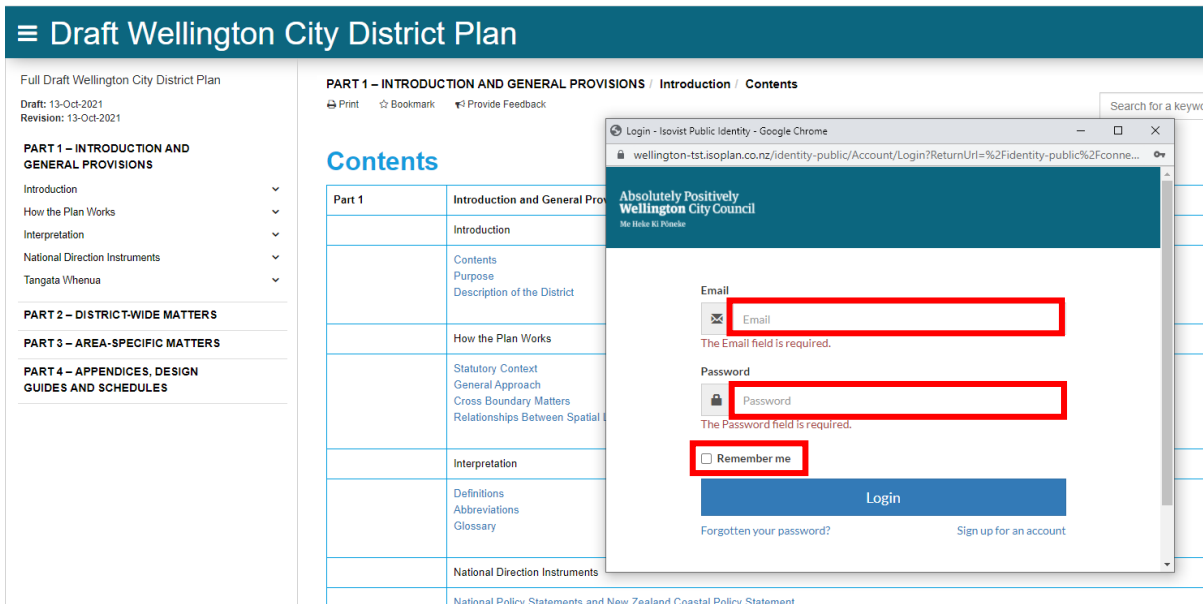 Draft Wellington City District Plan
Full Draft Wellington City District Plan
Draft: 13-Oct-2021
Revision: 13-Oct-2021
PART 1 – INTRODUCTION AND
GENERAL PROVISIONS
Introduction
How the Plan Works
Interpretation
National Direction Instruments
Tangata Whenua
PART 2 – DISTRICT-WIDE MATTERS
PART 3 – AREA-SPECIFIC MATTERS
PART 4 – APPENDICES, DESIGN
GUIDES AND SCHEDULES
PART 1 – INTRODUCTION AND GENERAL PROVISIONS / Introduction / Contents
Print Bookmark Provide Feedback
Search for a keywo
Contents
Part 1 Introduction and General Prov
Introduction
Contents
Purpose
Description of the District
How the Plan Works
Statutory Context
General Approach
Cross Boundary Matters
Relationships Between Spatial L
Interpretation
Definitions
Abbreviations
Glossary
National Direction Instruments
National Policy Statements and New Zealand Coastal Policy Statement
Login - Isovist Public Identity - Google Chrome
wellington-tst.isoplan.co.nz/identity-public/Account/Login?ReturnUrl=%2Fidentity-public%2Fconne...
Absolutely Positively
Wellington City Council
Me Heke Ki Pōneke
Email
Email
The Email field is required.
Password
Password
The Password field is required.
Remember me
Login
Forgotten your password? Sign up for an account